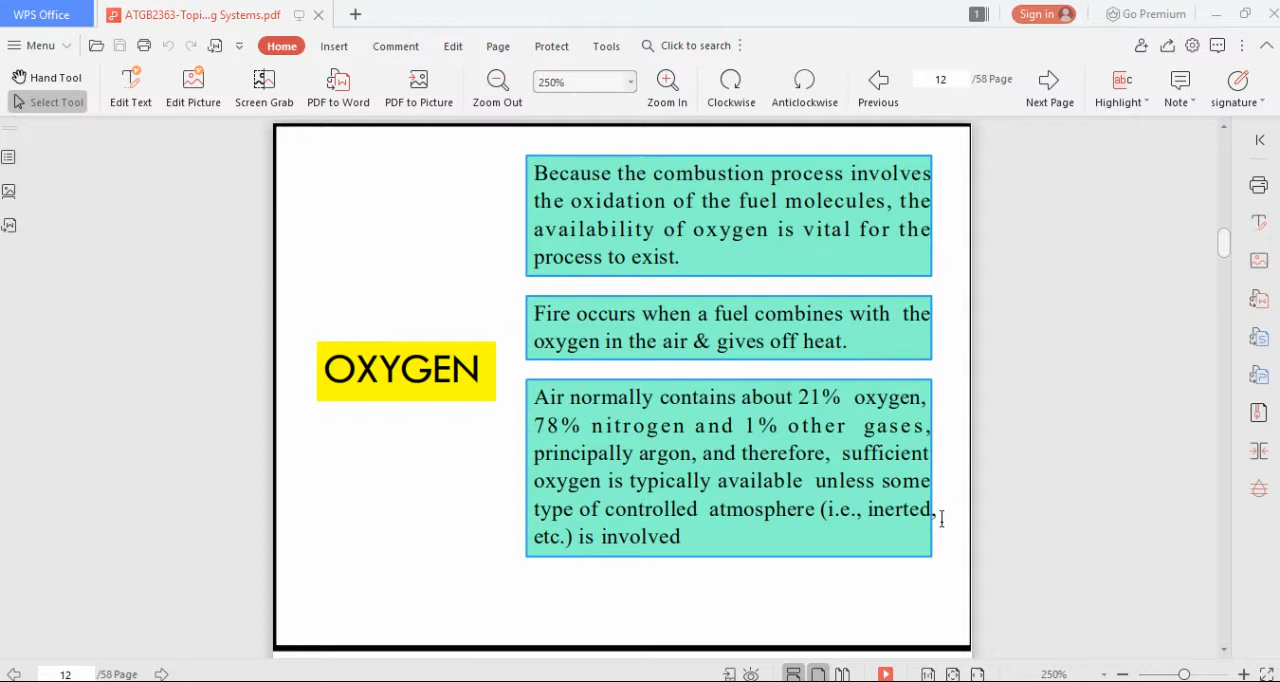 WPS Office
ATGB2363-Topi...g Systems.pdf
1
Sign in
Go Premium
Menu
Home
Insert
Comment
Edit
Page
Protect
Tools
Click to search
Hand Tool
Select Tool
Edit Text
Edit Picture
Screen Grab
PDF to Word
PDF to Picture
Zoom Out
250%
Zoom In
Clockwise
Anticlockwise
Previous
12
/58 Page
Next Page
Highlight
Note
signature
OXYGEN
Because the combustion process involves
the oxidation of the fuel molecules, the
availability of oxygen is vital for the
process to exist.
Fire occurs when a fuel combines with the
oxygen in the air & gives off heat.
Air normally contains about 21% oxygen,
78% nitrogen and 1% other gases,
principally argon, and therefore, sufficient
oxygen is typically available unless some
type of controlled atmosphere (i.e., inerted,
etc.) is involved
12
/58 Page
250%